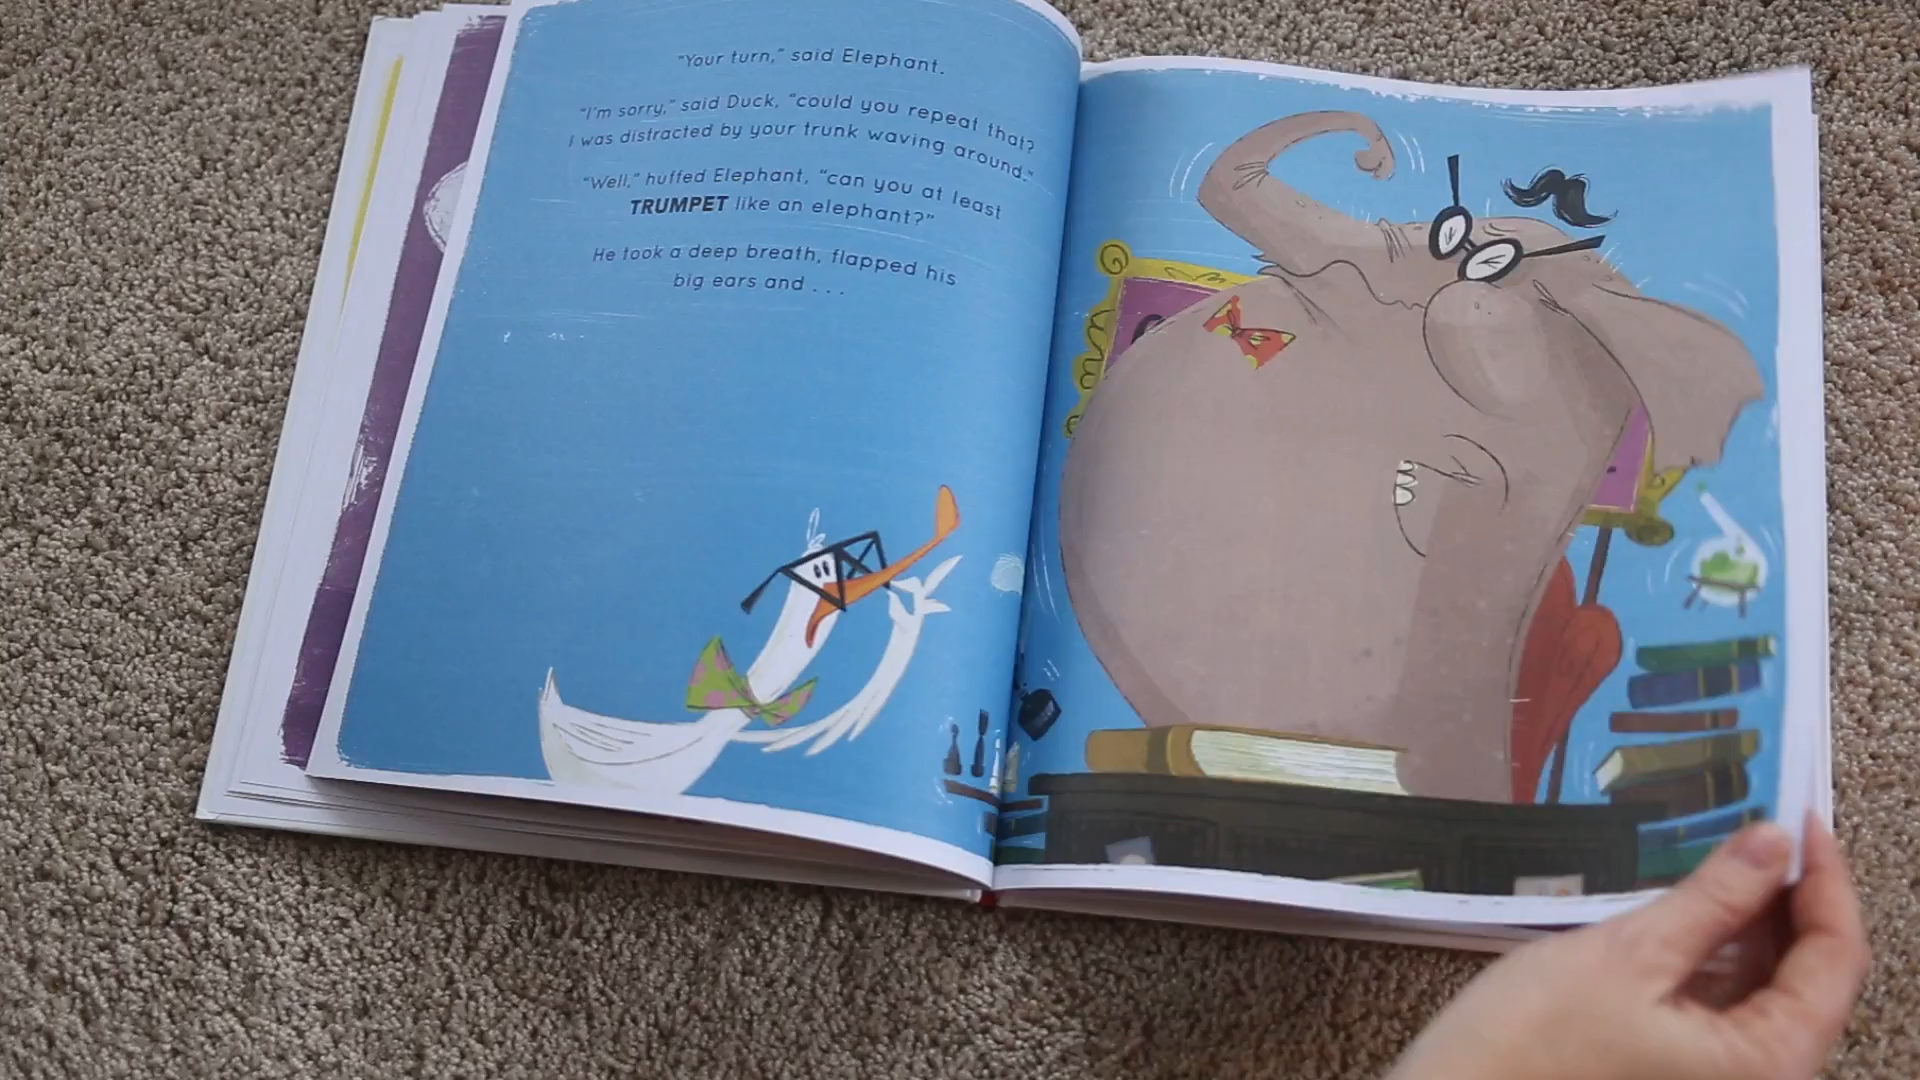 "Your turn," said Elephant.
"I'm sorry," said Duck, "could you repeat that?
I was distracted by your trunk waving around."
"Well," huffed Elephant, "can you at least
TRUMPET like an elephant?"
He took a deep breath, flapped his
big ears and . . .